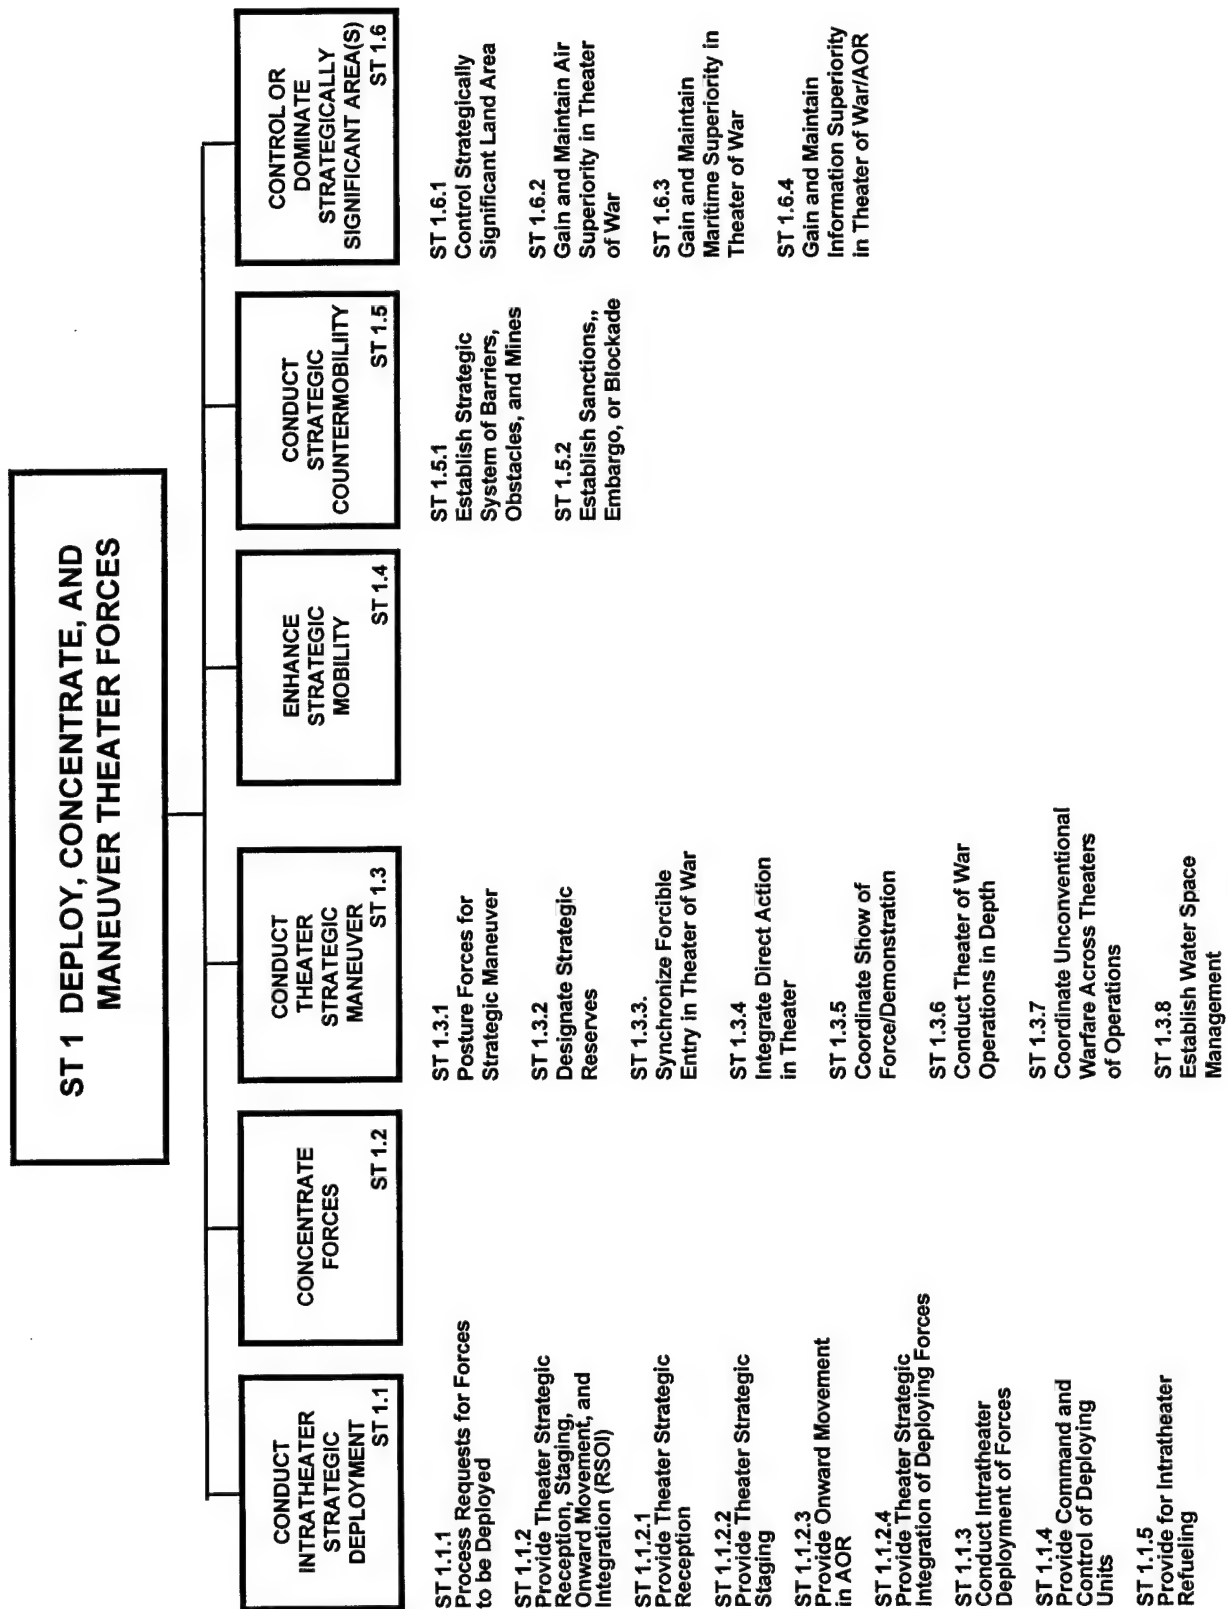 ST 1 DEPLOY, CONCENTRATE, AND
MANEUVER THEATER FORCES
CONDUCT
INTRATHEATER
STRATEGIC
DEPLOYMENT
ST 1.1
ST 1.1.1
Process Requests for Forces
to be Deployed
ST 1.1.2
Provide Theater Strategic
Reception, Staging,
Onward Movement, and
Integration (RSOI)
ST 1.1.2.1
Provide Theater Strategic
Reception
ST 1.1.2.2
Provide Theater Strategic
Staging
ST 1.1.2.3
Provide Onward Movement
in AOR
ST 1.1.2.4
Provide Theater Strategic
Integration of Deploying Forces
ST 1.1.3
Conduct Intratheater
Deployment of Forces
ST 1.1.4
Provide Command and
Control of Deploying
Units
ST 1.1.5
Provide for Intratheater
Refueling
CONCENTRATE
FORCES
ST 1.2
CONDUCT
THEATER
STRATEGIC
MANEUVER
ST 1.3
ST 1.3.1
Posture Forces for
Strategic Maneuver
ST 1.3.2
Designate Strategic
Reserves
ST 1.3.3.
Synchronize Forcible
Entry in Theater of War
ST 1.3.4
Integrate Direct Action
in Theater
ST 1.3.5
Coordinate Show of
Force/Demonstration
ST 1.3.6
Conduct Theater of War
Operations in Depth
ST 1.3.7
Coordinate Unconventional
Warfare Across Theaters
of Operations
ST 1.3.8
Establish Water Space
Management
ENHANCE
STRATEGIC
MOBILITY
ST 1.4
CONDUCT
STRATEGIC
COUNTERMOBILIITY
ST 1.5
ST 1.5.1
Establish Strategic
System of Barriers,
Obstacles, and Mines
ST 1.5.2
Establish Sanctions,,
Embargo, or Blockade
CONTROL OR
DOMINATE
STRATEGICALLY
SIGNIFICANT AREA(S)
ST 1.6
ST 1.6.1
Control Strategically
Significant Land Area
ST 1.6.2
Gain and Maintain Air
Superiority in Theater
of War
ST 1.6.3
Gain and Maintain
Maritime Superiority in
Theater of War
ST 1.6.4
Gain and Maintain
Information Superiority
in Theater of War/AOR